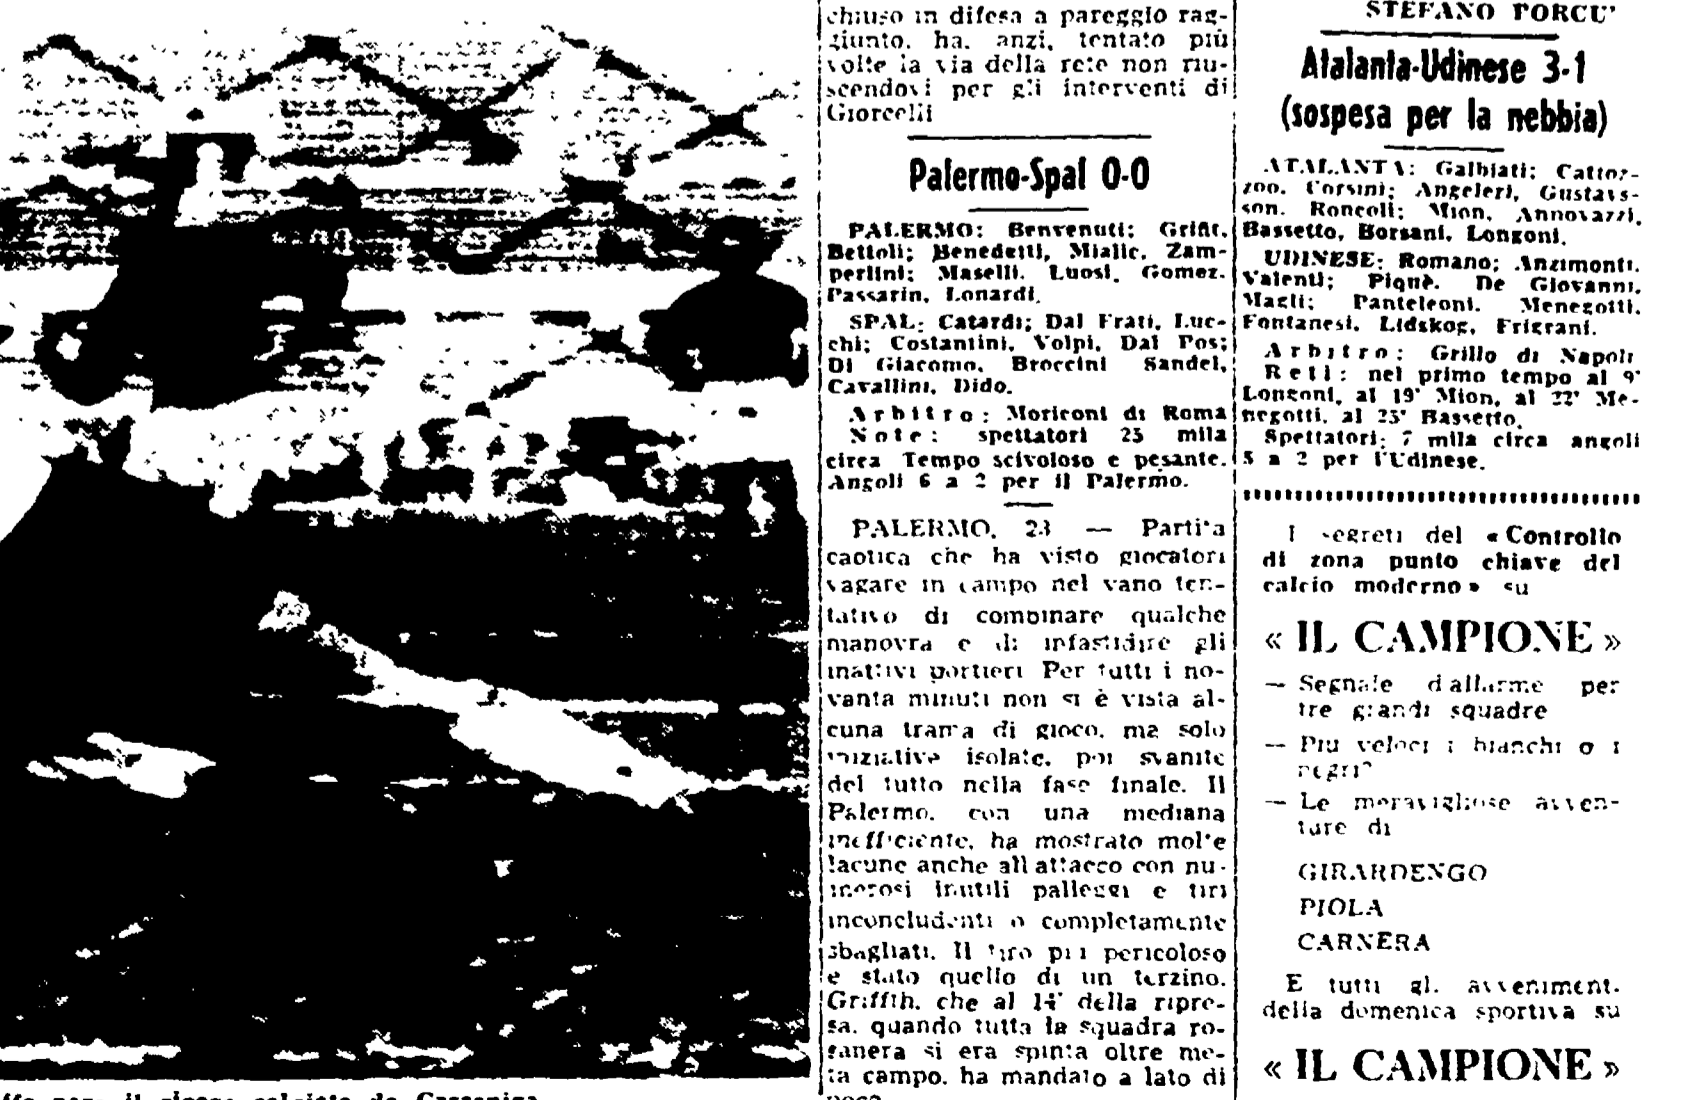 chiuso in difesa a pareggio rag-
giunto, ha, anzi, tentato più
volte la via della rete non riu-
scendovi per gli interventi di
Giorcelli
Palermo-Spal 0-0
PALERMO: Benvenuti; Grifit,
Bettoli; Benedetti, Mialic, Zam-
perlini; Maselli, Luosi, Gomez,
Passarin, Lonardi.
SPAL: Catardi; Dal Frati, Luc-
chi; Costantini, Volpi, Dal Pos;
Di Giacomo, Broccini Sandel,
Cavallini, Dido.
Arbitro: Moriconi di Roma
Note: spettatori 25 mila
circa Tempo scivoloso e pesante.
Angoli 6 a 2 per il Palermo.
PALERMO, 23 — Partita
caotica che ha visto giocatori
vagare in campo nel vano ten-
tativo di combinare qualche
manovra e di infastidire gli
inattivi portieri Per tutti i no-
vanta minuti non si è vista al-
cuna trama di gioco, ma solo
iniziative isolate, poi svanite
del tutto nella fase finale. Il
Palermo, con una mediana
inefficiente, ha mostrato molte
lacune anche all'attacco con nu-
merosi inutili palleggi e tiri
inconcludenti o completamente
sbagliati. Il tiro più pericoloso
e stato quello di un terzino,
Griffith, che al 14' della ripre-
sa, quando tutta la squadra ro-
sanera si era spinta oltre me-
ta campo, ha mandato a lato di
poco
STEFANO PORCU'
Atalanta-Udinese 3-1
(sospesa per la nebbia)
ATALANTA: Galbiati; Cattoz-
zo, Corsini; Angeleri, Gustavs-
son, Roncoli; Mion, Annovazzi,
Bassetto, Borsani, Longoni.
UDINESE: Romano; Anzimonti,
Valenti; Piquè, De Giovanni,
Magli; Panteleoni, Menegotti,
Fontanesi, Lidskog, Frigrani.
Arbitro: Grillo di Napoli
Reti: nel primo tempo al 9'
Longoni, al 19' Mion, al 22' Me-
negotti, al 25' Bassetto.
Spettatori: 7 mila circa angoli
5 a 2 per l'Udinese.
I segreti del «Controllo
di zona punto chiave del
calcio moderno» su
« IL CAMPIONE »
— Segnale d'allarme per
tre grandi squadre
— Più veloci i bianchi o i
negri?
— Le meravigliose avven-
ture di
GIRARDENGO
PIOLA
CARNERA
E tutti gli avvenimenti
della domenica sportiva su
« IL CAMPIONE »